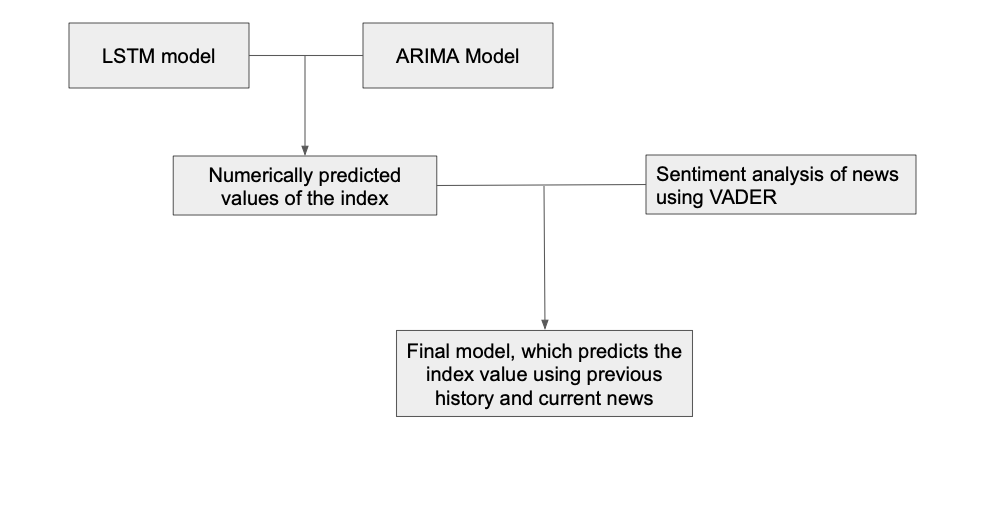 LSTM model
ARIMA Model
Numerically predicted
values of the index
Sentiment analysis of news
using VADER
Final model, which predicts the
index value using previous
history and current news